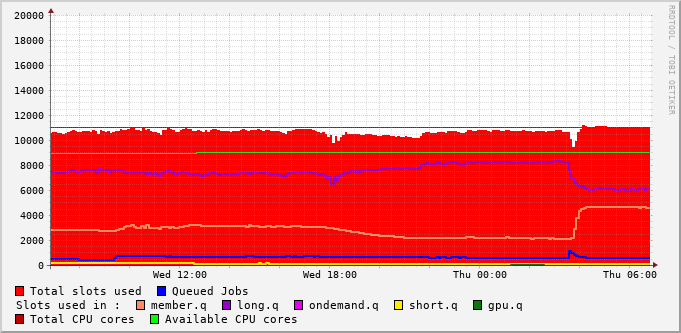 20000
18000
16000
14000
12000
10000
8000
6000
4000
2000
0
Wed 12:00 Wed 18:00 Thu 00:00 Thu 06:00
RRDTOOL / TOBI OETIKER
Total slots used Queued Jobs
Slots used in : member.q long.q ondemand.q short.q gpu.q
Total CPU cores Available CPU cores